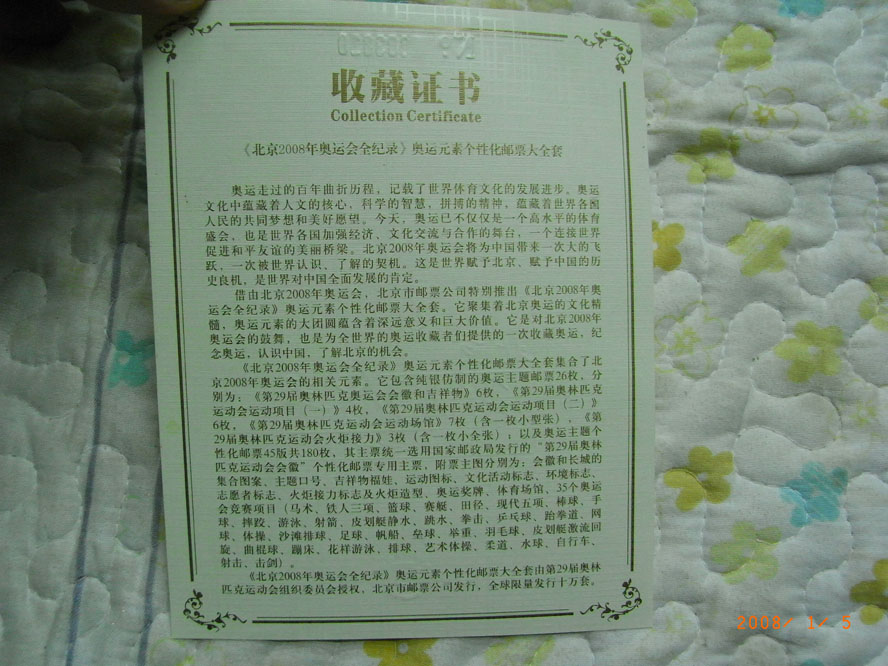 收藏证书
Collection Certificate
《北京2008年奥运会全纪录》奥运元素个性化邮票大全套
奥运走过的百年曲折历程，记载了世界体育文化的发展进步。奥运
文化中蕴藏着人文的核心，科学的智慧，拼搏的精神，蕴藏着世界各国
人民的共同梦想和美好愿望。今天，奥运已不仅仅是一个高水平的体育
盛会，也是世界各国加强经济、文化交流与合作的舞台，一个连接世界
促进和平友谊的美丽桥梁。北京2008年奥运会将为中国带来一次大的飞
跃，一次被世界认识、了解的契机。这是世界赋予北京、赋予中国的历
史良机，是世界对中国全面发展的肯定。
借由北京2008年奥运会，北京市邮票公司特别推出《北京2008年奥
运会全纪录》奥运元素个性化邮票大全套。它聚集着北京奥运的文化精
髓，奥运元素的大团圆蕴含着深远意义和巨大价值。它是对北京2008年
奥运会的鼓舞，也是为全世界的奥运收藏者们提供的一次收藏奥运，纪
念奥运，认识中国，了解北京的机会。
《北京2008年奥运会全纪录》奥运元素个性化邮票大全套集合了北
京2008年奥运会的相关元素。它包含纯银仿制的奥运主题邮票26枚，分
别为：《第29届奥林匹克奥运会会徽和吉祥物》6枚，《第29届奥林匹克
运动会运动项目（一）》4枚，《第29届奥林匹克运动会运动项目（二）》
6枚，《第29届奥林匹克运动会运动场馆》7枚（含一枚小型张），《第
29届奥林匹克运动会火炬接力》3枚（含一枚小全张）；以及奥运主题个
性化邮票45版共180枚，其主票统一选用国家邮政局发行的“第29届奥林
匹克运动会会徽”个性化邮票专用主票，附票主图分别为：会徽和长城的
集合图案、主题口号、吉祥物福娃、运动图标、文化活动标志、环境标志、
志愿者标志、火炬接力标志及火炬造型、奥运奖牌、体育场馆、35个奥运
会竞赛项目（马术、铁人三项、篮球、赛艇、田径、现代五项、棒球、手
球、摔跤、游泳、射箭、皮划艇静水、跳水、拳击、乒乓球、跆拳道、网
球、体操、沙滩排球、足球、帆船、垒球、举重、羽毛球、皮划艇激流回
旋、曲棍球、蹦床、花样游泳、排球、艺术体操、柔道、水球、自行车、
射击、击剑）。
《北京2008年奥运会全纪录》奥运元素个性化邮票大全套由第29届奥林
匹克运动会组织委员会授权，北京市邮票公司发行，全球限量发行十万套。
2008/ 1/ 5